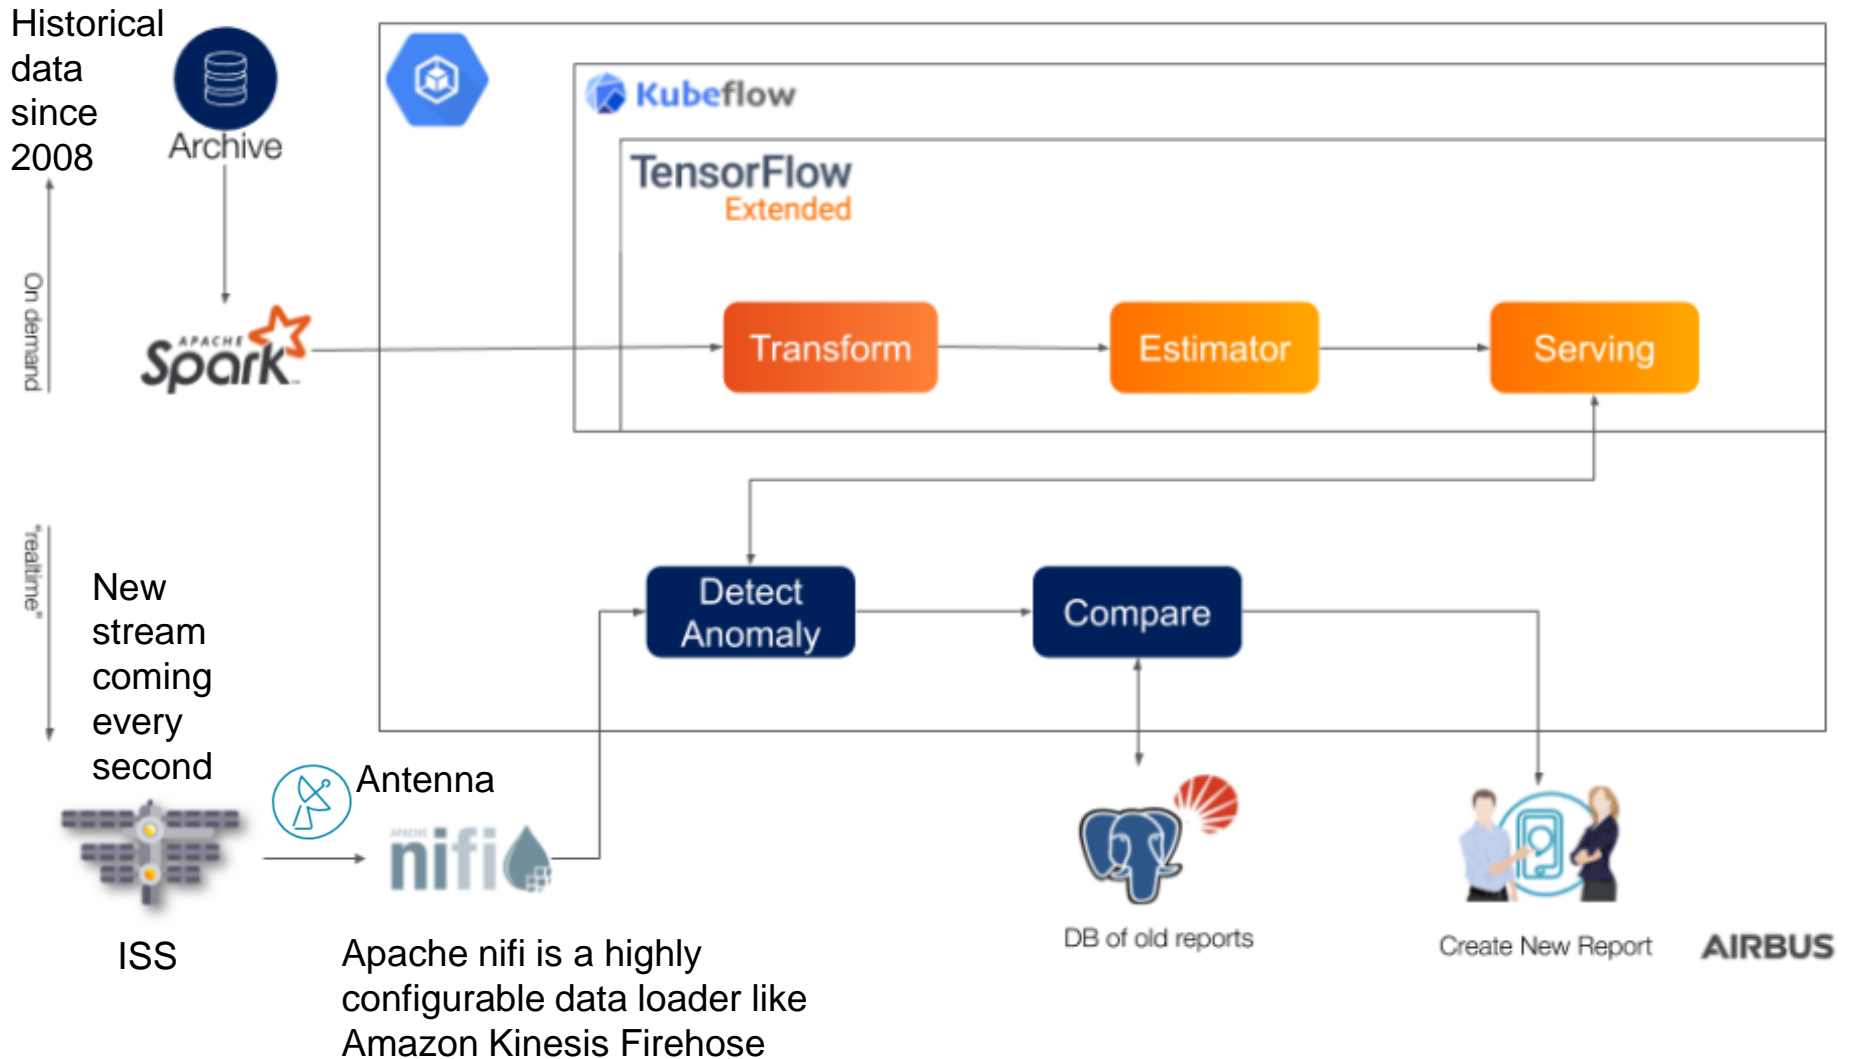 Historical
data
since
2008
Archive
Kubeflow
TensorFlow
Extended
On demand
APACHE
Spark
Transform
Estimator
Serving
"realtime"
New
stream
coming
every
second
Detect
Anomaly
Compare
Antenna
APACHE
nifi
ISS
DB of old reports
Create New Report
AIRBUS
Apache nifi is a highly
configurable data loader like
Amazon Kinesis Firehose